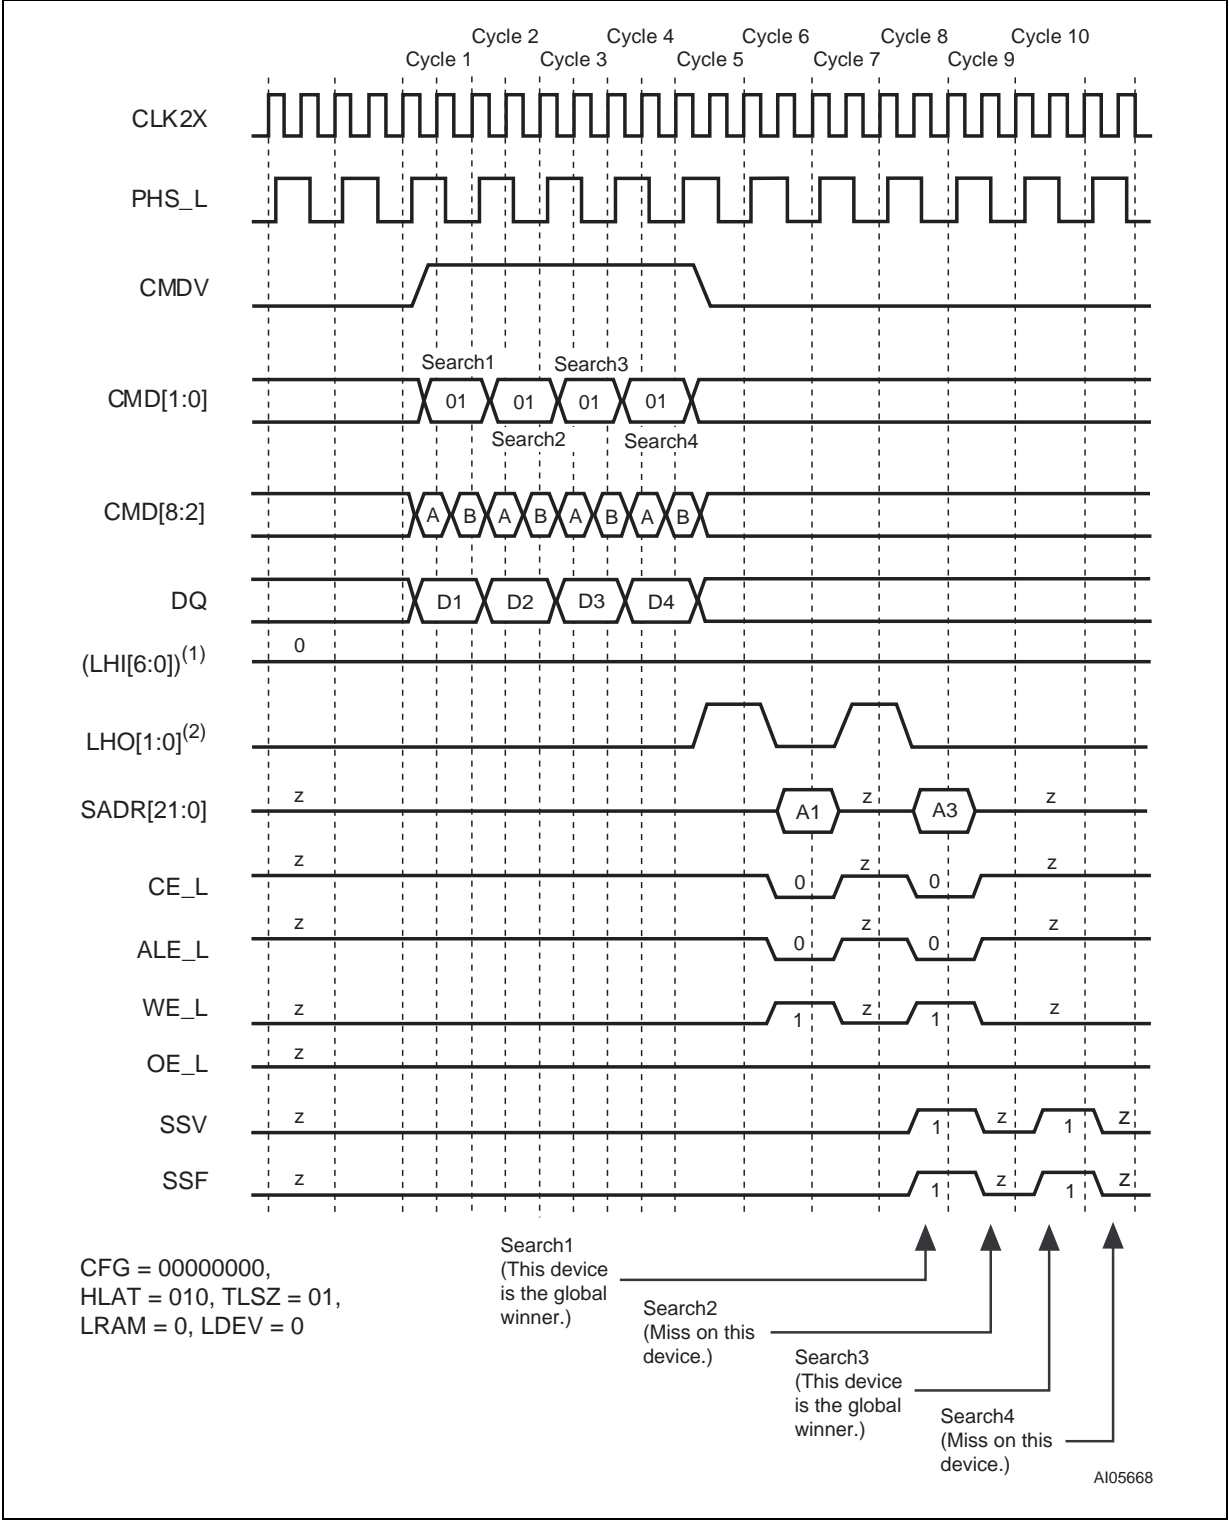 Cycle 2 Cycle 4 Cycle 6 Cycle 8 Cycle 10
Cycle 1 Cycle 3 Cycle 5 Cycle 7 Cycle 9
CLK2X
PHS_L
CMDV
Search1 Search3
CMD[1:0] 01 01 01 01
Search2 Search4
CMD[8:2] A B A B A B A B
DQ D1 D2 D3 D4
0
(LHI[6:0])(1)
LHO[1:0](2)
z z z
SADR[21:0] A1 A3
z z z
CE_L 0 0
z z z
ALE_L 0 0
WE_L z 1 z 1 z
z
OE_L
z z z
SSV 1 1
z z z
SSF 1 1
CFG = 00000000,
HLAT = 010, TLSZ = 01,
LRAM = 0, LDEV = 0
Search1
(This device
is the global
winner.)
Search2
(Miss on this
device.)
Search3
(This device
is the global
winner.)
Search4
(Miss on this
device.)
AI05668